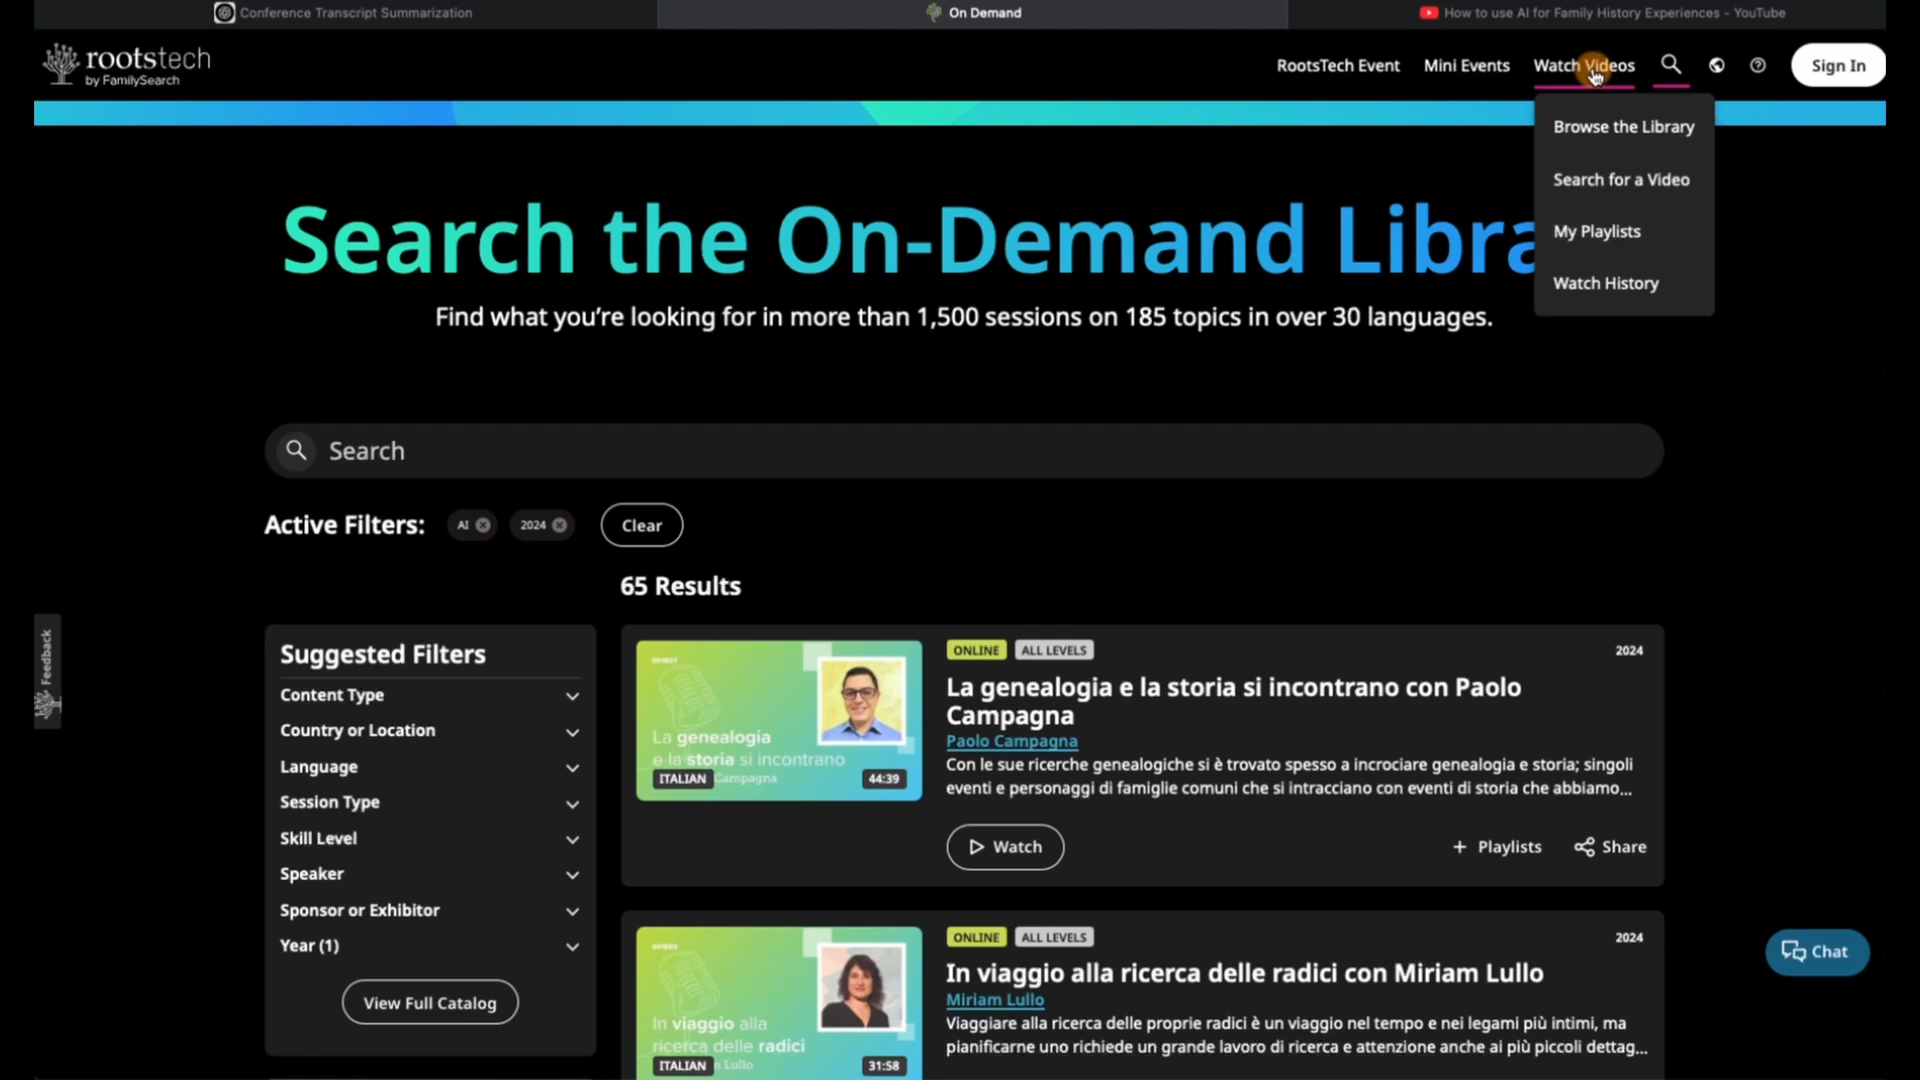 Conference Transcript Summarization
On Demand
How to use AI for Family History Experiences - YouTube
rootstech
by FamilySearch
RootsTech Event
Mini Events
Watch Videos
Sign In
Browse the Library
Search for a Video
My Playlists
Watch History
Search the On-Demand Libra
Find what you're looking for in more than 1,500 sessions on 185 topics in over 30 languages.
Search
Active Filters:
AI
2024
Clear
65 Results
Feedback
Suggested Filters
Content Type
Country or Location
Language
Session Type
Skill Level
Speaker
Sponsor or Exhibitor
Year (1)
View Full Catalog
La genealogia
e la storia si incontrano
ITALIAN
Campagna
44:39
ONLINE
ALL LEVELS
2024
La genealogia e la storia si incontrano con Paolo
Campagna
Paolo Campagna
Con le sue ricerche genealogiche si è trovato spesso a incrociare genealogia e storia; singoli
eventi e personaggi di famiglie comuni che si intracciano con eventi di storia che abbiamo...
Watch
+ Playlists
Share
In viaggio alla
ricerca delle radici
ITALIAN
Lullo
31:58
ONLINE
ALL LEVELS
2024
In viaggio alla ricerca delle radici con Miriam Lullo
Miriam Lullo
Viaggiare alla ricerca delle proprie radici è un viaggio nel tempo e nei legami più intimi, ma
pianificarne uno richiede un grande lavoro di ricerca e attenzione anche ai più piccoli dettag...
Chat